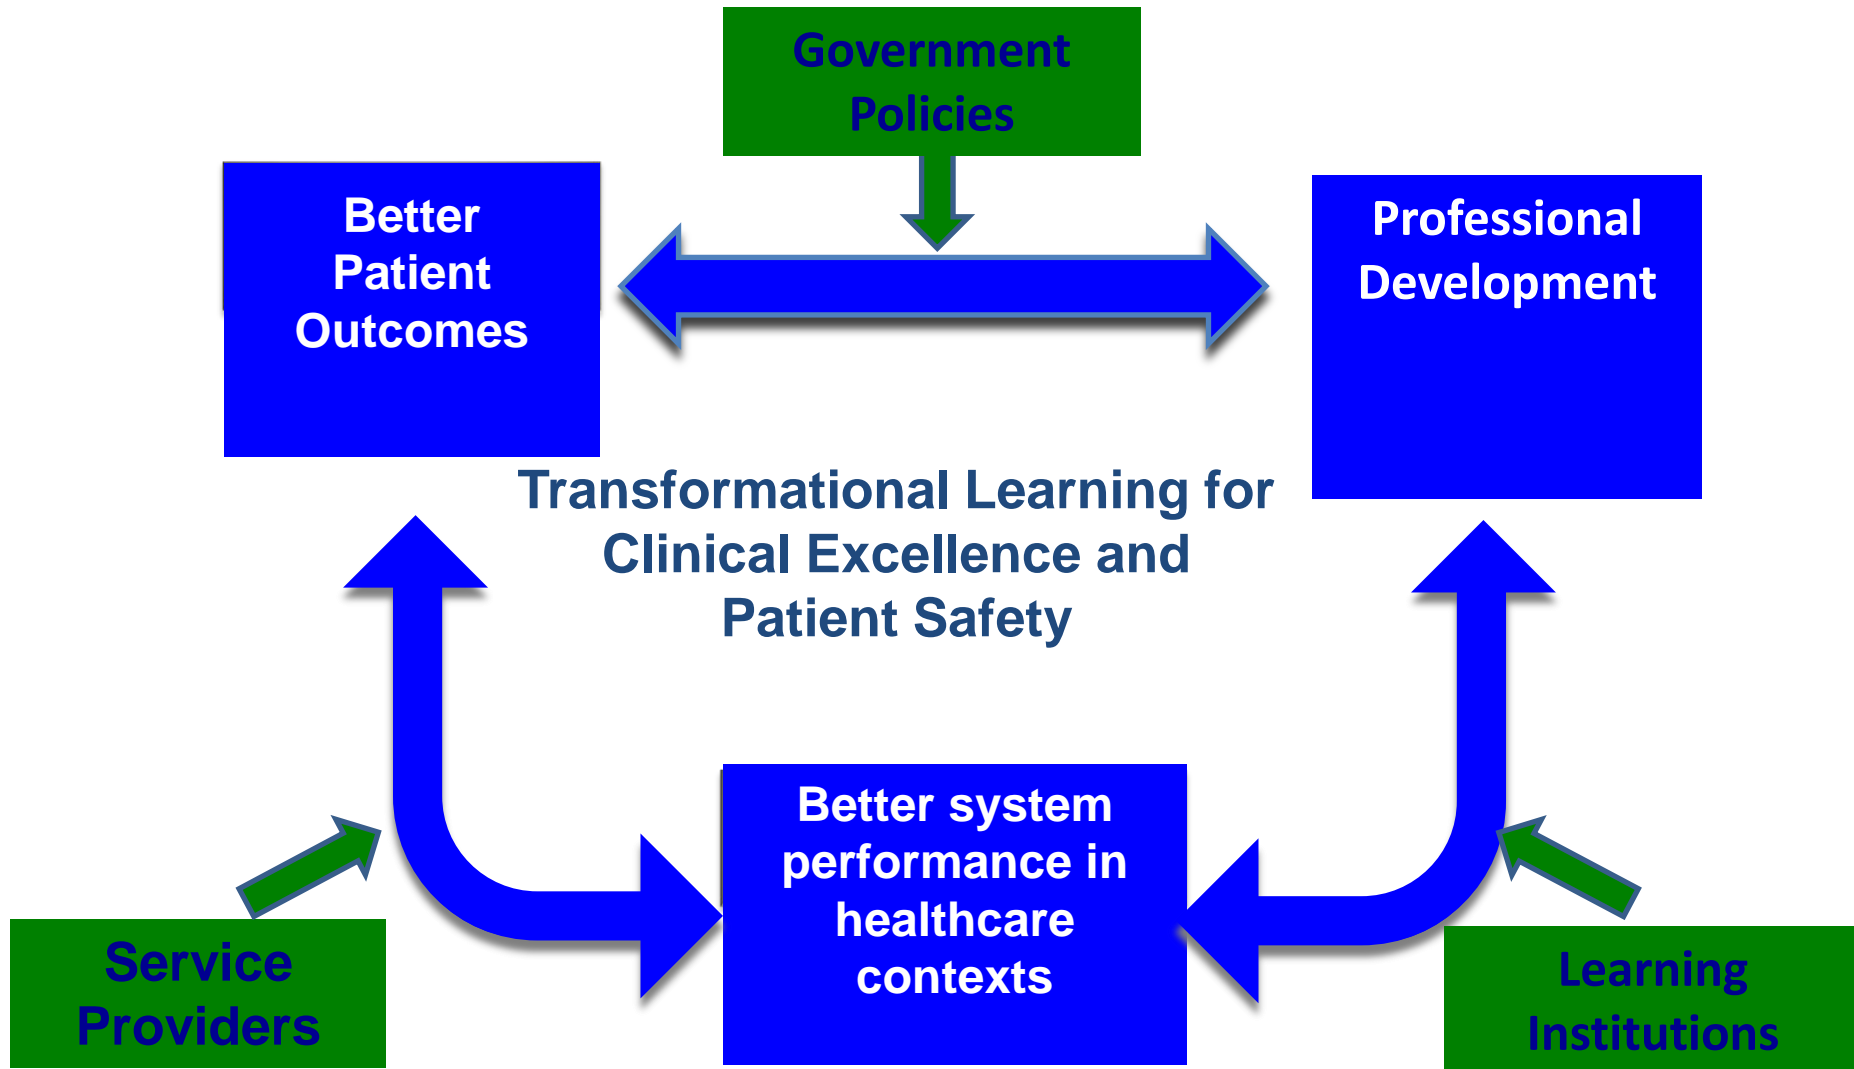 Government
Policies
Better
Patient
Outcomes
Professional
Development
Transformational Learning for
Clinical Excellence and
Patient Safety
Better system
performance in
healthcare
contexts
Service
Providers
Learning
Institutions